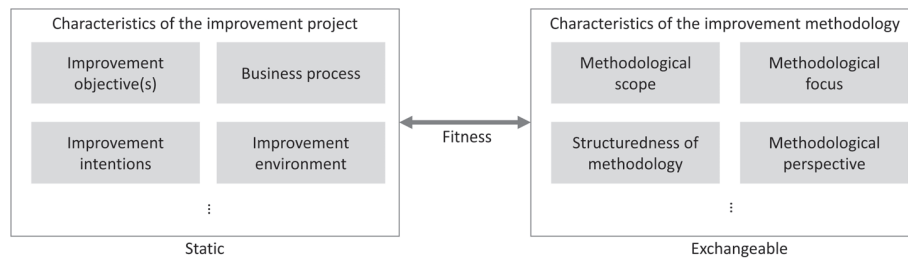 Characteristics of the improvement project
Improvement
objective(s)
Business process
Improvement
intentions
Improvement
environment
⋮
Static
Fitness
Characteristics of the improvement methodology
Methodological
scope
Methodological
focus
Structuredness of
methodology
Methodological
perspective
⋮
Exchangeable